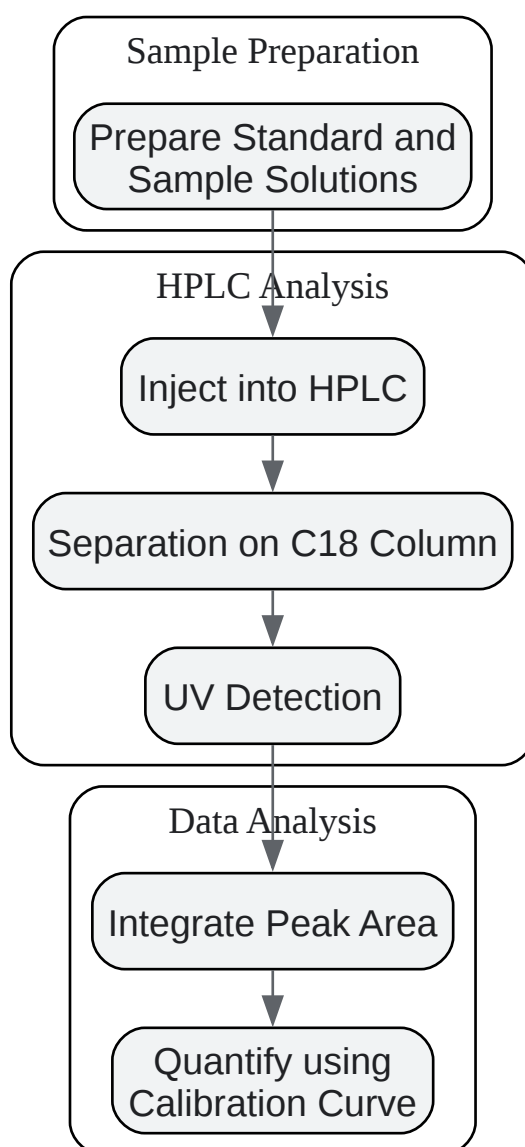 Sample Preparation
Prepare Standard and
Sample Solutions
HPLC Analysis
Inject into HPLC
Separation on C18 Column
UV Detection
Data Analysis
Integrate Peak Area
Quantify using
Calibration Curve